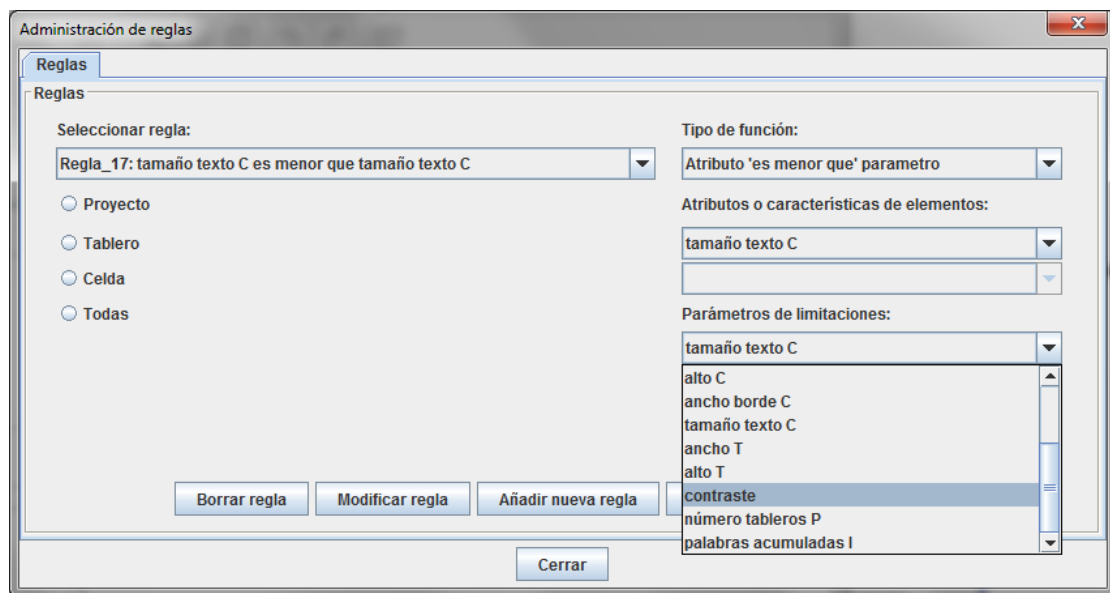 Administración de reglas
Reglas
Reglas
Seleccionar regla:
Regla_17: tamaño texto C es menor que tamaño texto C
Proyecto
Tablero
Celda
Todas
Tipo de función:
Atributo 'es menor que' parametro
Atributos o características de elementos:
tamaño texto C
Parámetros de limitaciones:
tamaño texto C
alto C
ancho borde C
tamaño texto C
ancho T
alto T
contraste
número tableros P
palabras acumuladas I
Borrar regla
Modificar regla
Añadir nueva regla
Cerrar